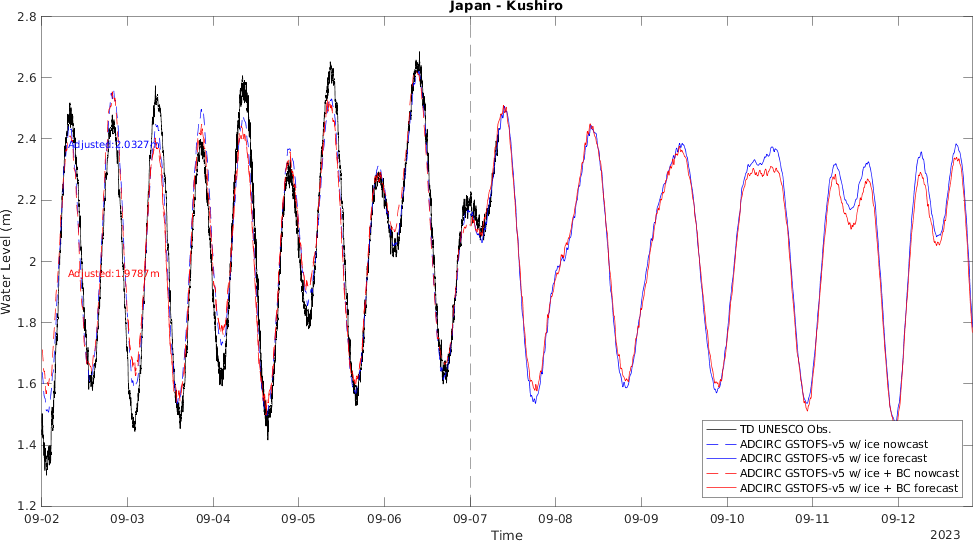 Japan - Kushiro
2.8
2.6
2.4
2.2
2
1.8
1.6
1.4
1.2
Water Level (m)
Adjusted:2.0327m
Adjusted:1.9787m
TD UNESCO Obs.
ADCIRC GSTOFS-v5 w/ ice nowcast
ADCIRC GSTOFS-v5 w/ ice forecast
ADCIRC GSTOFS-v5 w/ ice + BC nowcast
ADCIRC GSTOFS-v5 w/ ice + BC forecast
09-02 09-03 09-04 09-05 09-06 09-07 09-08 09-09 09-10 09-11 09-12
Time
2023